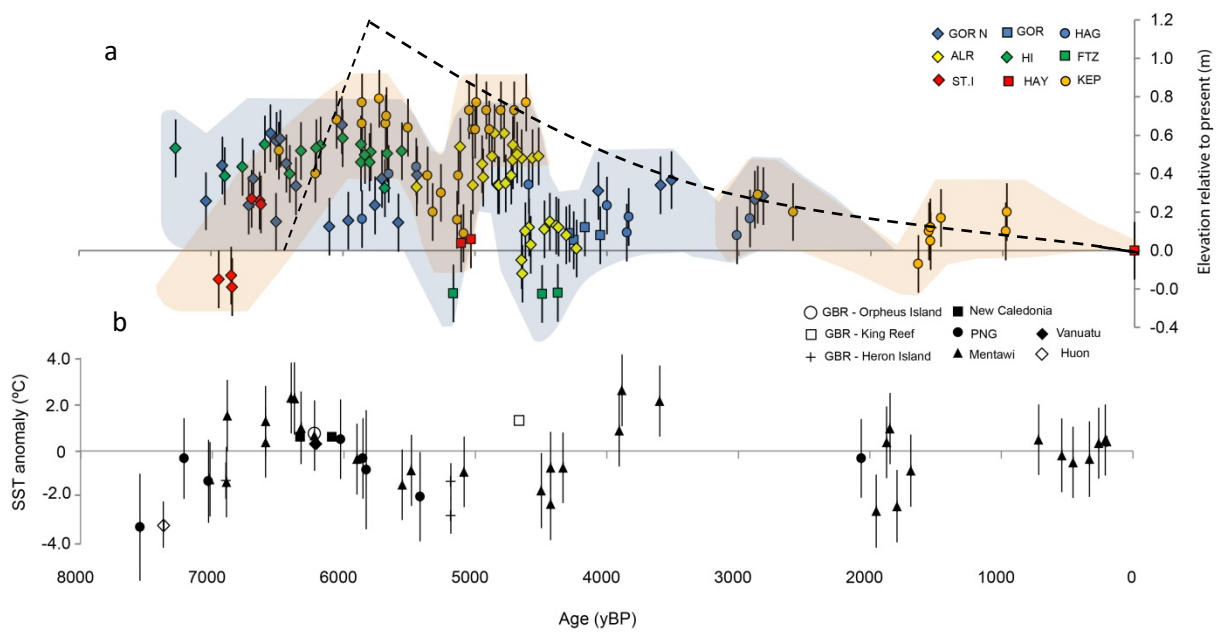 a
1.2
1.0
0.8
0.6
0.4
0.2
0.0
-0.0
-0.4
Elevation relative to present (m)
GOR N GOR HAG
ALR HI FTZ
ST.I HAY KEP
b
GBR - Orpheus Island New Caledonia
GBR - King Reef PNG Vanuatu
GBR - Heron Island Mentawi Huon
SST anomaly (ºC)
4.0
2.0
0
-2.0
-4.0
8000 7000 6000 5000 4000 3000 2000 1000 0
Age (yBP)